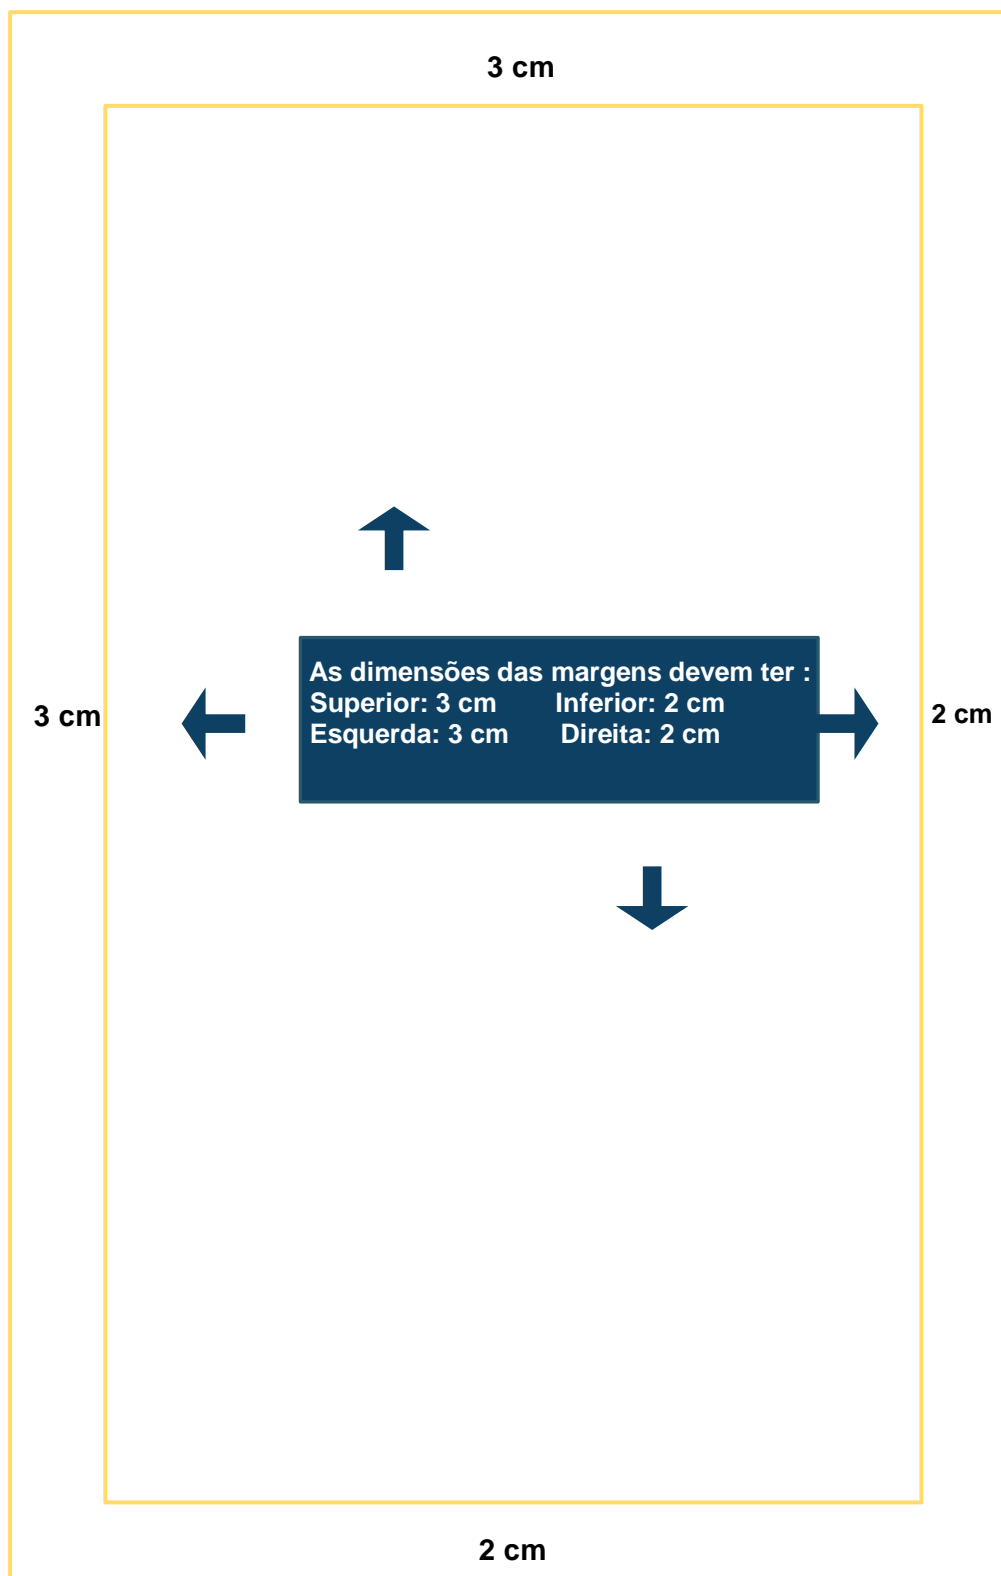 3 cm
As dimensões das margens devem ter :
Superior: 3 cm Inferior: 2 cm
Esquerda: 3 cm Direita: 2 cm
3 cm
2 cm
2 cm